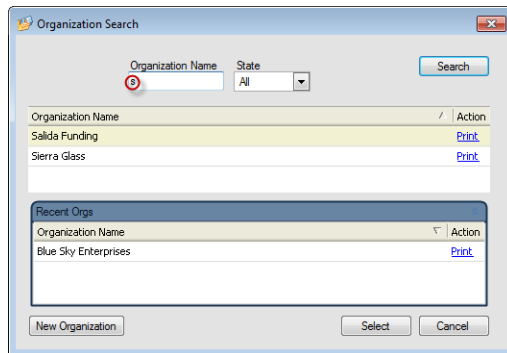 Organization Search
Organization Name State
s All Search
Organization Name Action
Salida Funding Print
Sierra Glass Print
Recent Orgs
Organization Name Action
Blue Sky Enterprises Print
New Organization Select Cancel